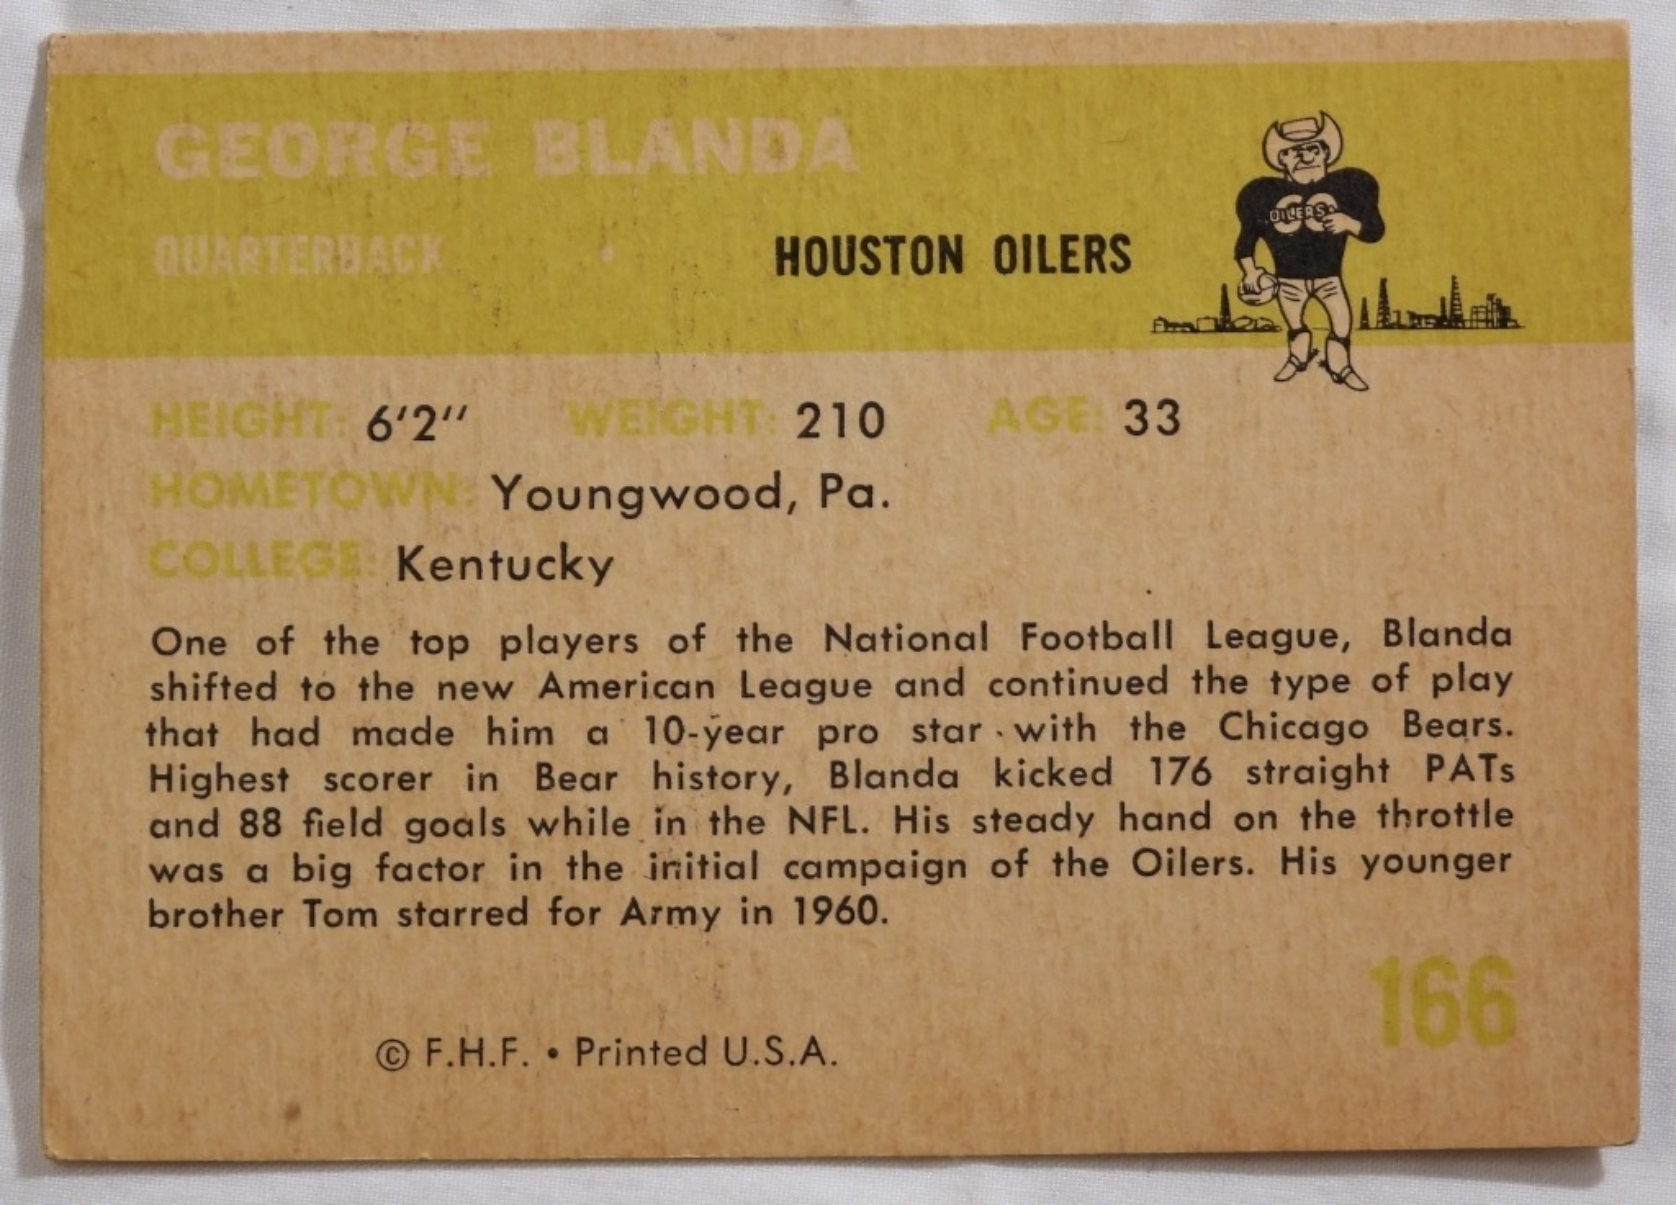 GEORGE BLANDA
QUARTERBACK HOUSTON OILERS
OILERS
HEIGHT: 6'2" WEIGHT: 210 AGE: 33
HOMETOWN: Youngwood, Pa.
COLLEGE: Kentucky
One of the top players of the National Football League, Blanda
shifted to the new American League and continued the type of play
that had made him a 10-year pro star with the Chicago Bears.
Highest scorer in Bear history, Blanda kicked 176 straight PATs
and 88 field goals while in the NFL. His steady hand on the throttle
was a big factor in the initial campaign of the Oilers. His younger
brother Tom starred for Army in 1960.
166
© F.H.F. • Printed U.S.A.